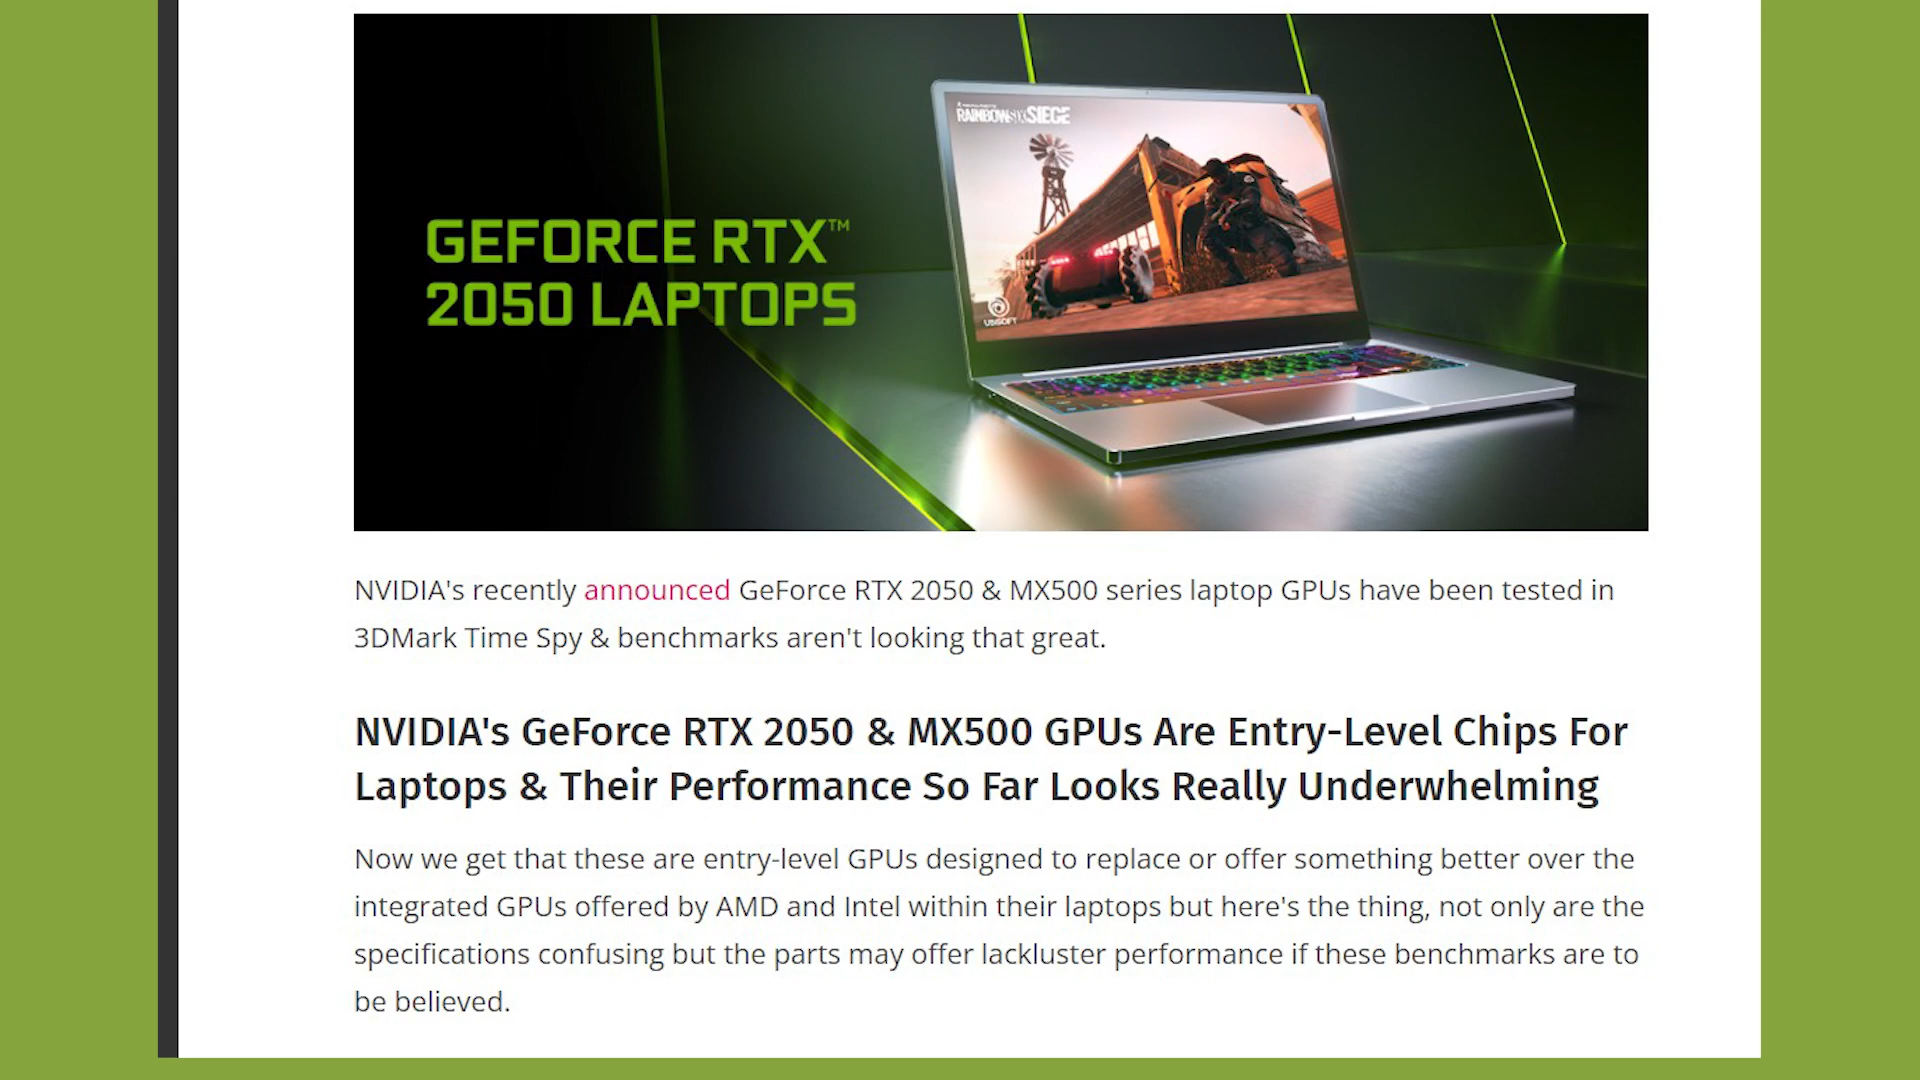 RAINBOWSIXSIEGE
GEFORCE RTX™
2050 LAPTOPS
UBISOFT
NVIDIA's recently announced GeForce RTX 2050 & MX500 series laptop GPUs have been tested in
3DMark Time Spy & benchmarks aren't looking that great.
NVIDIA's GeForce RTX 2050 & MX500 GPUs Are Entry-Level Chips For
Laptops & Their Performance So Far Looks Really Underwhelming
Now we get that these are entry-level GPUs designed to replace or offer something better over the
integrated GPUs offered by AMD and Intel within their laptops but here's the thing, not only are the
specifications confusing but the parts may offer lackluster performance if these benchmarks are to
be believed.